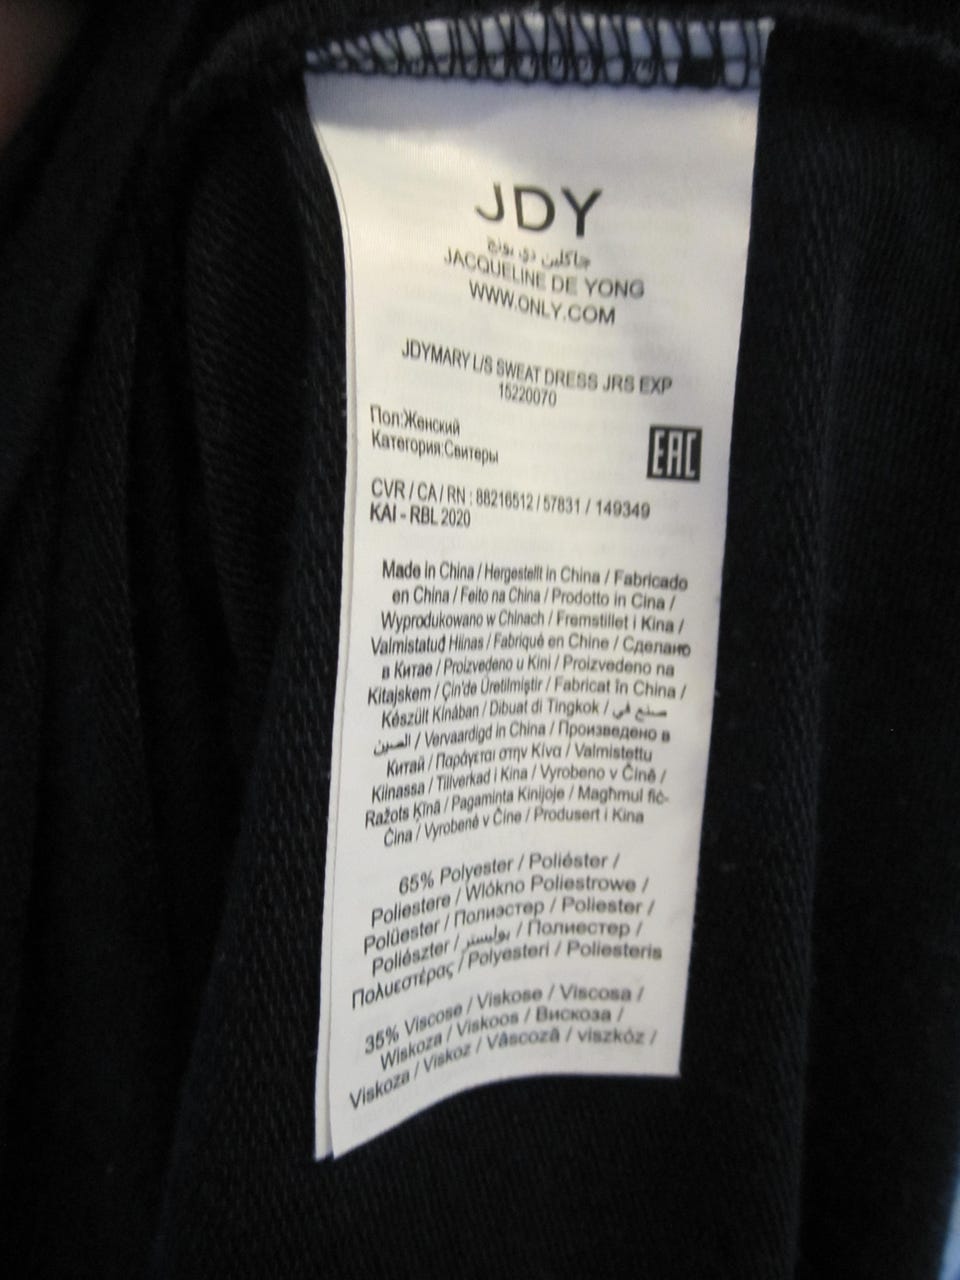 JDY
جاكلين دي يونج
JACQUELINE DE YONG
WWW.ONLY.COM
JDYMARY L/S SWEAT DRESS JRS EXP
15220070
Пол:Женский
Категория:Свитеры
EAC
CVR / CA / RN : 88216512 / 57831 / 149349
KAI - RBL 2020
Made in China / Hergestellt in China / Fabricado
en China / Feito na China / Prodotto in Cina /
Wyprodukowano w Chinach / Fremstillet i Kina /
Valmistatud Hiinas / Fabriqué en Chine / Сделано
в Китае / Proizvedeno u Kini / Proizvedeno na
Kitajskem / Çin'de Üretilmiştir / Fabricat în China /
Készült Kínában / Dibuat di Tingkok / صنع في
الصين / Vervaardigd in China / Произведено в
Китай / Παράγεται στην Κίνα / Valmistettu
Kiinassa / Tillverkad i Kina / Vyrobeno v Číně /
Ražots Ķīnā / Pagaminta Kinijoje / Magħmul fiċ-
Ċina / Vyrobené v Číne / Produsert i Kina
65% Polyester / Poliéster /
Poliestere / Włókno Poliestrowe /
Polüester / Полиэстер / Poliester /
Poliészter / بوليستر / Полиестер /
Πολυεστέρας / Polyesteri / Poliesteris
35% Viscose / Viskose / Viscosa /
Wiskoza / Viskoos / Вискоза /
Viskoza / Viskoz / Vâscoză / viszkóz /